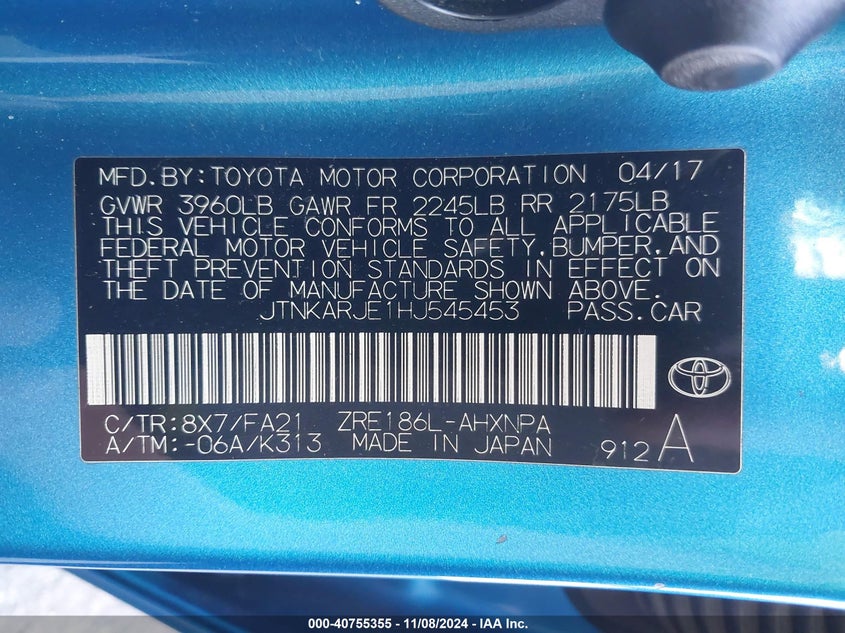 MFD.BY:TOYOTA MOTOR CORPORATION 04/17
GVWR 3960LB GAWR FR 2245LB RR 2175LB
THIS VEHICLE CONFORMS TO ALL APPLICABLE
FEDERAL MOTOR VEHICLE SAFETY,BUMPER,AND
THEFT PREVENTION STANDARDS IN EFFECT ON
THE DATE OF MANUFACTURE SHOWN ABOVE.
JTNKARJE1HJ545453 PASS.CAR
C/TR:8X7/FA21 ZRE186L-AHXNPA
A/TM:-06A/K313 MADE IN JAPAN 912 A
000-40755355 - 11/08/2024 - IAA Inc.